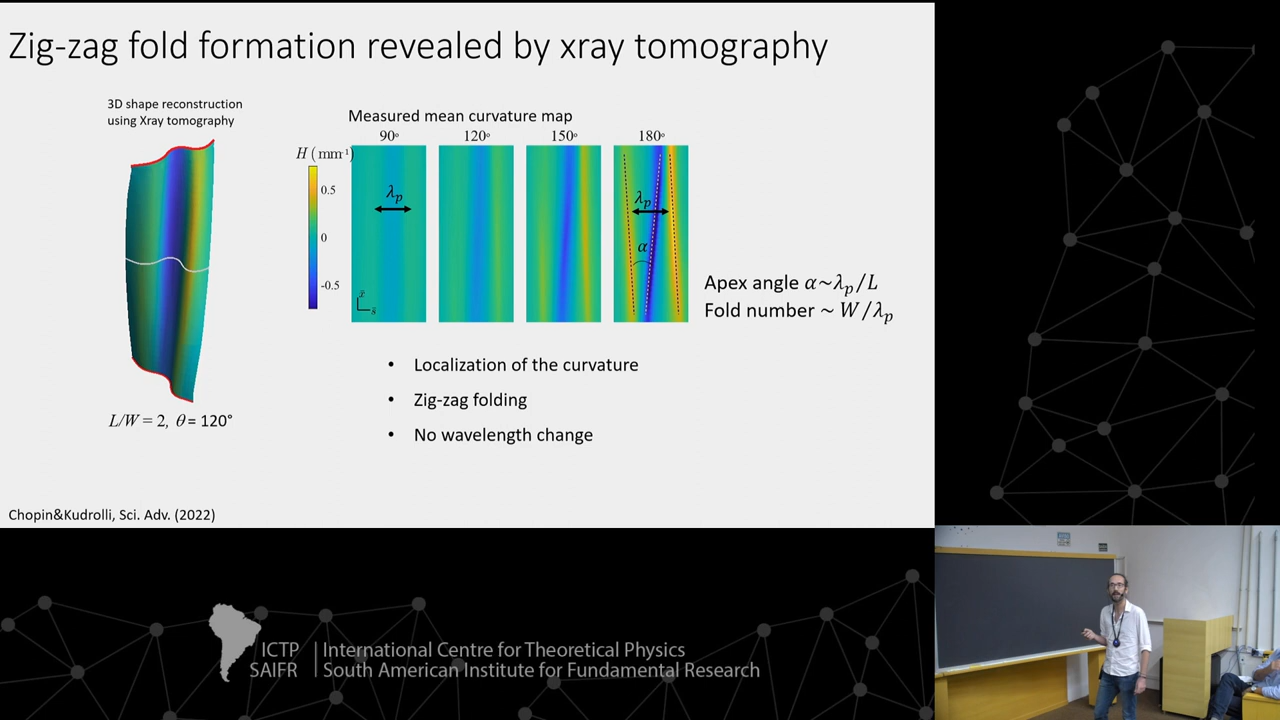 Zig-zag fold formation revealed by xray tomography
3D shape reconstruction
using Xray tomography
Measured mean curvature map
90° 120° 150° 180°
H (mm⁻¹)
0.5
0
-0.5
λp
λp
α
x̄
s̄
Apex angle α~λp/L
Fold number ~ W/λp
• Localization of the curvature
• Zig-zag folding
• No wavelength change
L/W = 2, θ = 120°
Chopin&Kudrolli, Sci. Adv. (2022)
ICTP International Centre for Theoretical Physics
SAIFR South American Institute for Fundamental Research